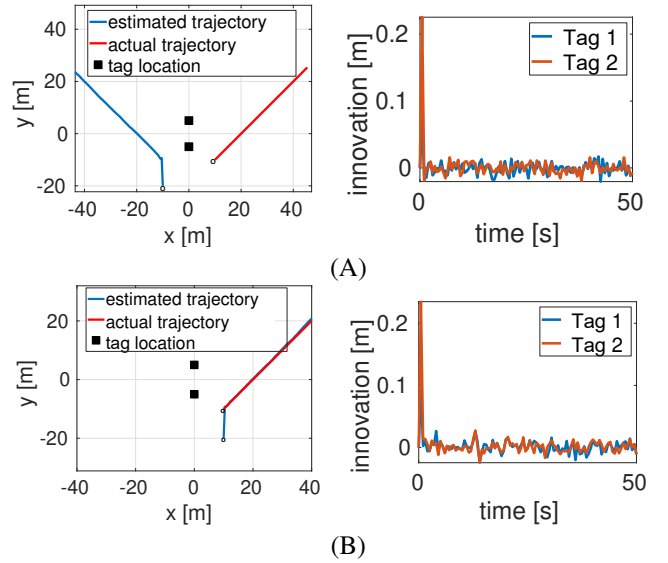 estimated trajectory
actual trajectory
tag location
y [m]
40
20
0
-20
-40
-20
0
20
40
x [m]
Tag 1
Tag 2
innovation [m]
0.2
0.1
0
0
50
time [s]
(A)
estimated trajectory
actual trajectory
tag location
y [m]
20
0
-20
-40
-20
0
20
40
x [m]
Tag 1
Tag 2
innovation [m]
0.2
0.1
0
0
50
time [s]
(B)